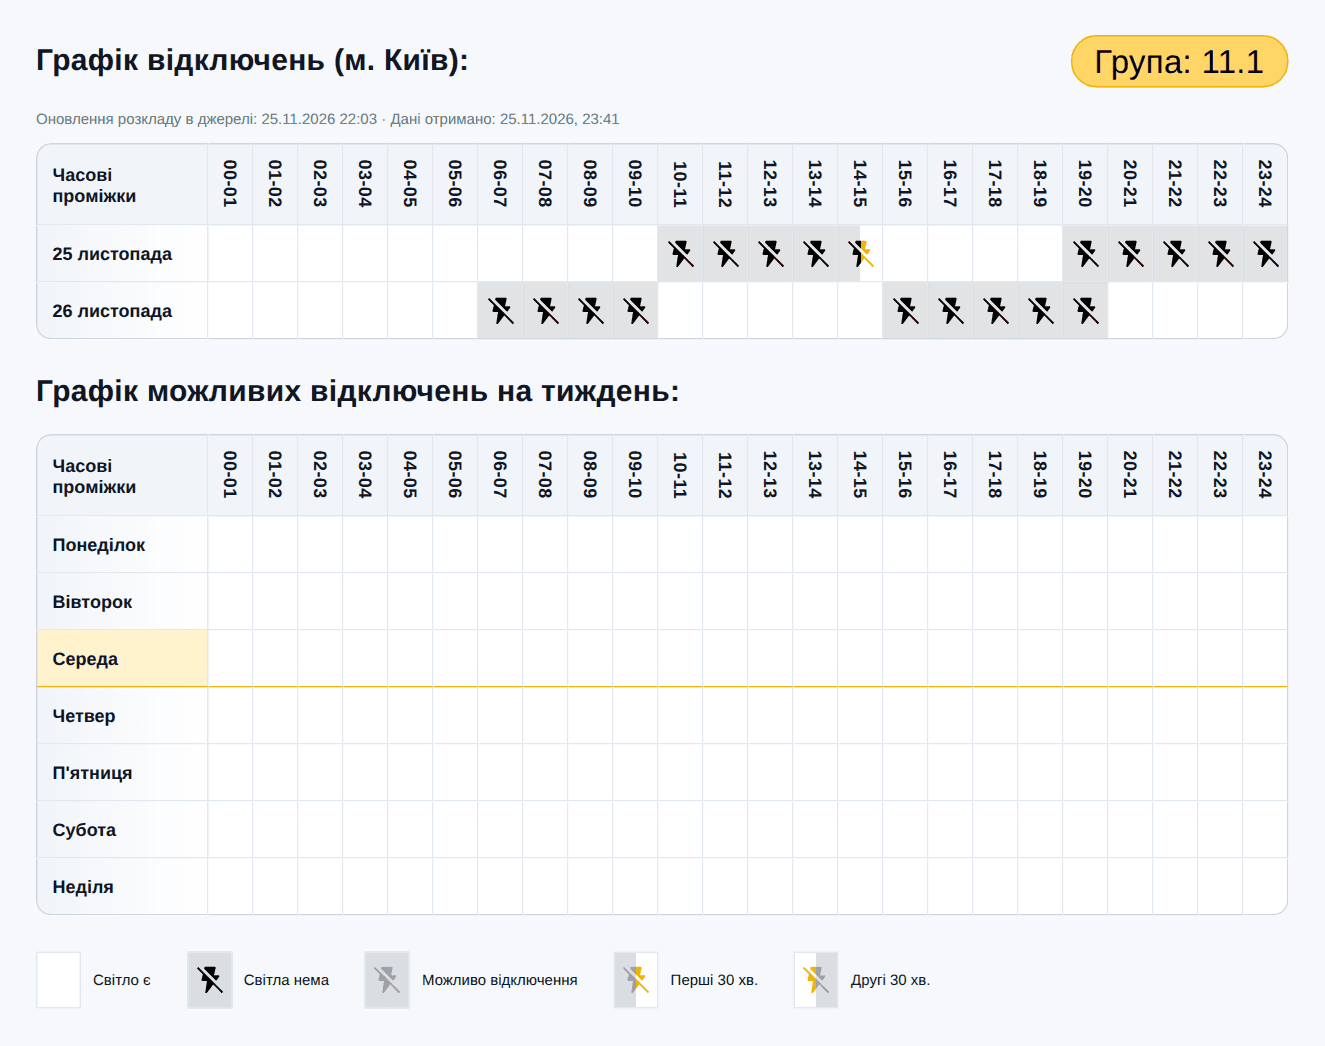 Графік відключень (м. Київ):
Група: 11.1
Оновлення розкладу в джерелі: 25.11.2026 22:03 · Дані отримано: 25.11.2026, 23:41
Часові проміжки 00-01 01-02 02-03 03-04 04-05 05-06 06-07 07-08 08-09 09-10 10-11 11-12 12-13 13-14 14-15 15-16 16-17 17-18 18-19 19-20 20-21 21-22 22-23 23-24
25 листопада
26 листопада
Графік можливих відключень на тиждень:
Часові проміжки 00-01 01-02 02-03 03-04 04-05 05-06 06-07 07-08 08-09 09-10 10-11 11-12 12-13 13-14 14-15 15-16 16-17 17-18 18-19 19-20 20-21 21-22 22-23 23-24
Понеділок
Вівторок
Середа
Четвер
П'ятниця
Субота
Неділя
Світло є Світла нема Можливо відключення Перші 30 хв. Другі 30 хв.